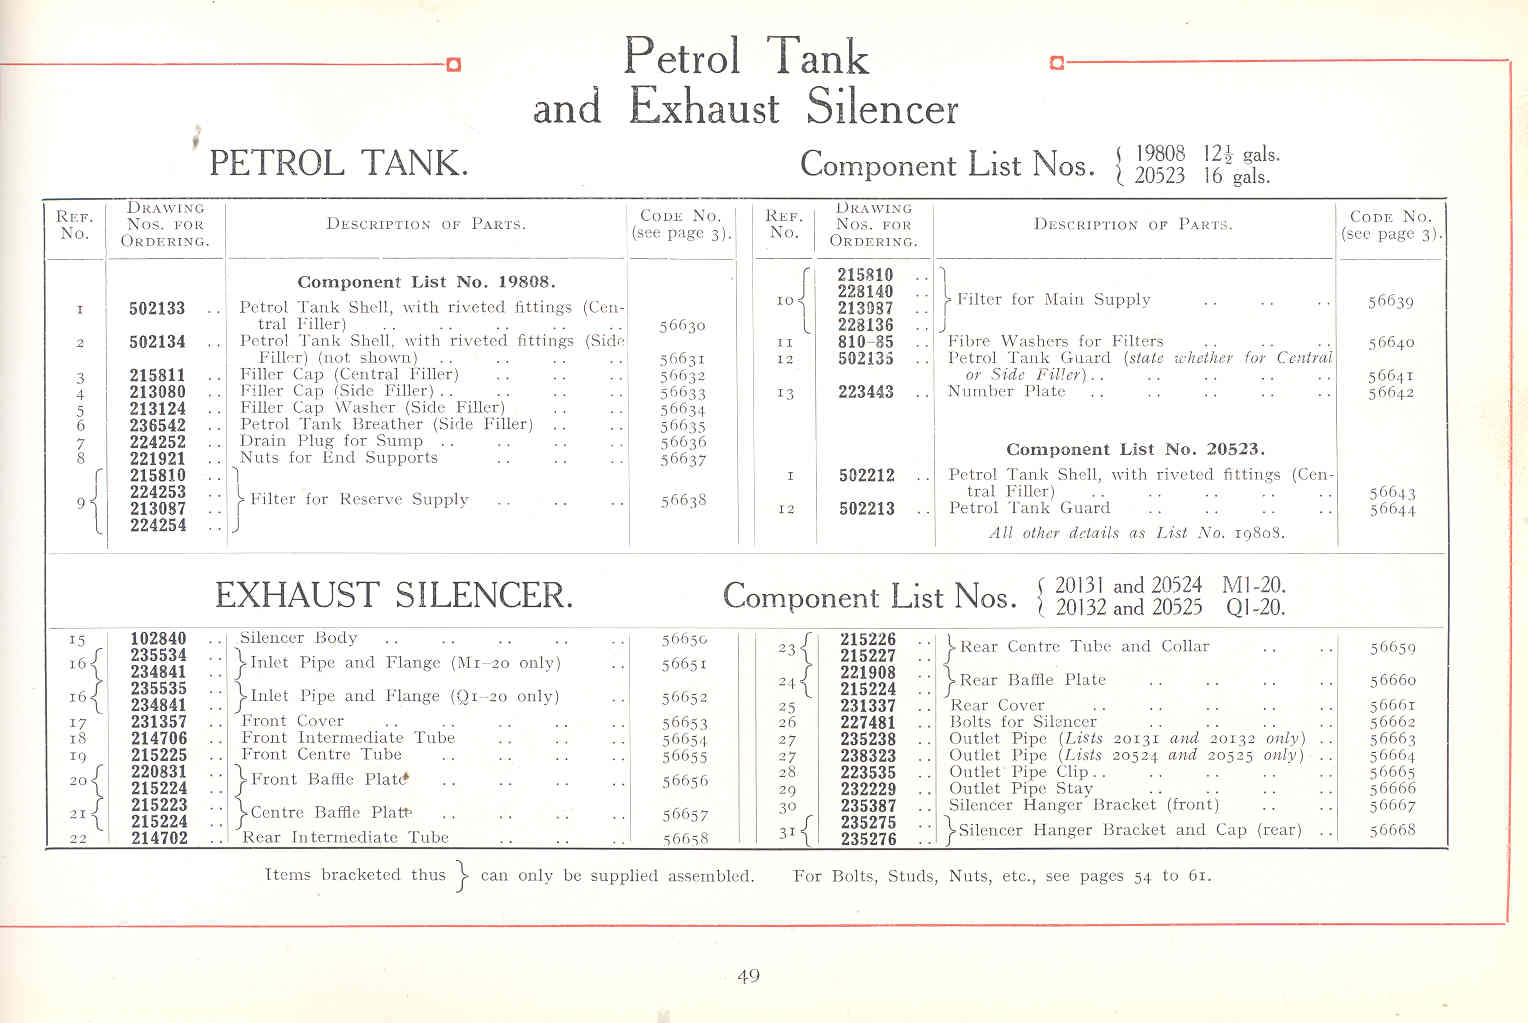 Petrol Tank
and Exhaust Silencer
PETROL TANK.
Component List Nos. { 19808 12½ gals.
20523 16 gals.
REF. No.
DRAWING NOS. FOR ORDERING.
DESCRIPTION OF PARTS.
CODE NO. (see page 3).
Component List No. 19808.
1 502133 .. Petrol Tank Shell, with riveted fittings (Cen-
tral Filler) .. .. .. .. .. 56630
2 502134 .. Petrol Tank Shell, with riveted fittings (Side
Filler) (not shown) .. .. .. .. 56631
3 215811 .. Filler Cap (Central Filler) .. .. .. 56632
4 213080 .. Filler Cap (Side Filler) .. .. .. .. 56633
5 213124 .. Filler Cap Washer (Side Filler) .. .. 56634
6 236542 .. Petrol Tank Breather (Side Filler) .. .. 56635
7 224252 .. Drain Plug for Sump .. .. .. .. 56636
8 221921 .. Nuts for End Supports .. .. .. 56637
9 { 215810 ..
224253 ..
213087 .. } Filter for Reserve Supply .. .. .. 56638
224254 ..
REF. No.
DRAWING NOS. FOR ORDERING.
DESCRIPTION OF PARTS.
CODE NO. (see page 3).
10 { 215810 ..
228140 ..
213087 .. } Filter for Main Supply .. .. .. 56639
228136 ..
11 810-85 .. Fibre Washers for Filters .. .. .. 56640
12 502135 .. Petrol Tank Guard (state whether for Central
or Side Filler) .. .. .. .. .. 56641
13 223443 .. Number Plate .. .. .. .. .. 56642
Component List No. 20523.
1 502212 .. Petrol Tank Shell, with riveted fittings (Cen-
tral Filler) .. .. .. .. .. 56643
12 502213 .. Petrol Tank Guard .. .. .. .. 56644
All other details as List No. 19808.
EXHAUST SILENCER.
Component List Nos. { 20131 and 20524 M1-20.
20132 and 20525 Q1-20.
15 102840 .. Silencer Body .. .. .. .. .. 56650
16 { 235534 ..
234841 .. } Inlet Pipe and Flange (M1-20 only) .. 56651
16 { 235535 ..
234841 .. } Inlet Pipe and Flange (Q1-20 only) .. 56652
17 231357 .. Front Cover .. .. .. .. .. 56653
18 214706 .. Front Intermediate Tube .. .. .. 56654
19 215225 .. Front Centre Tube .. .. .. .. 56655
20 { 220831 ..
215224 .. } Front Baffle Plate .. .. .. .. 56656
21 { 215223 ..
215224 .. } Centre Baffle Plate .. .. .. .. 56657
22 214702 .. Rear Intermediate Tube .. .. .. 56658
23 { 215226 ..
215227 .. } Rear Centre Tube and Collar .. .. 56659
24 { 221908 ..
215224 .. } Rear Baffle Plate .. .. .. .. 56660
25 231337 .. Rear Cover .. .. .. .. .. 56661
26 227481 .. Bolts for Silencer .. .. .. .. 56662
27 235238 .. Outlet Pipe (Lists 20131 and 20132 only) .. 56663
27 238323 .. Outlet Pipe (Lists 20524 and 20525 only) .. 56664
28 223535 .. Outlet Pipe Clip .. .. .. .. .. 56665
29 232229 .. Outlet Pipe Stay .. .. .. .. 56666
30 235387 .. Silencer Hanger Bracket (front) .. .. 56667
31 { 235275 ..
235276 .. } Silencer Hanger Bracket and Cap (rear) .. 56668
Items bracketed thus } can only be supplied assembled. For Bolts, Studs, Nuts, etc., see pages 54 to 61.
49